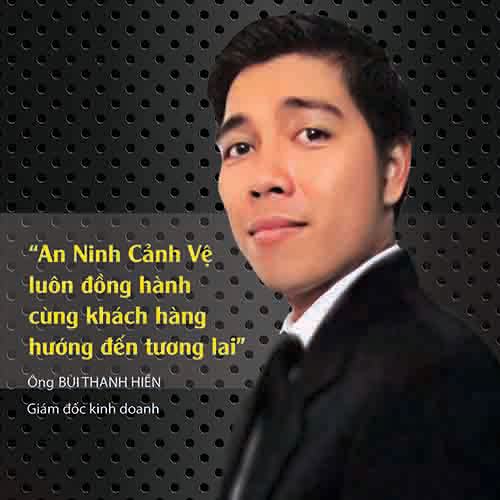 “An Ninh Cảnh Vệ
luôn đồng hành
cùng khách hàng
hướng đến tương lai”
Ông BÙI THANH HIÊN
Giám đốc kinh doanh